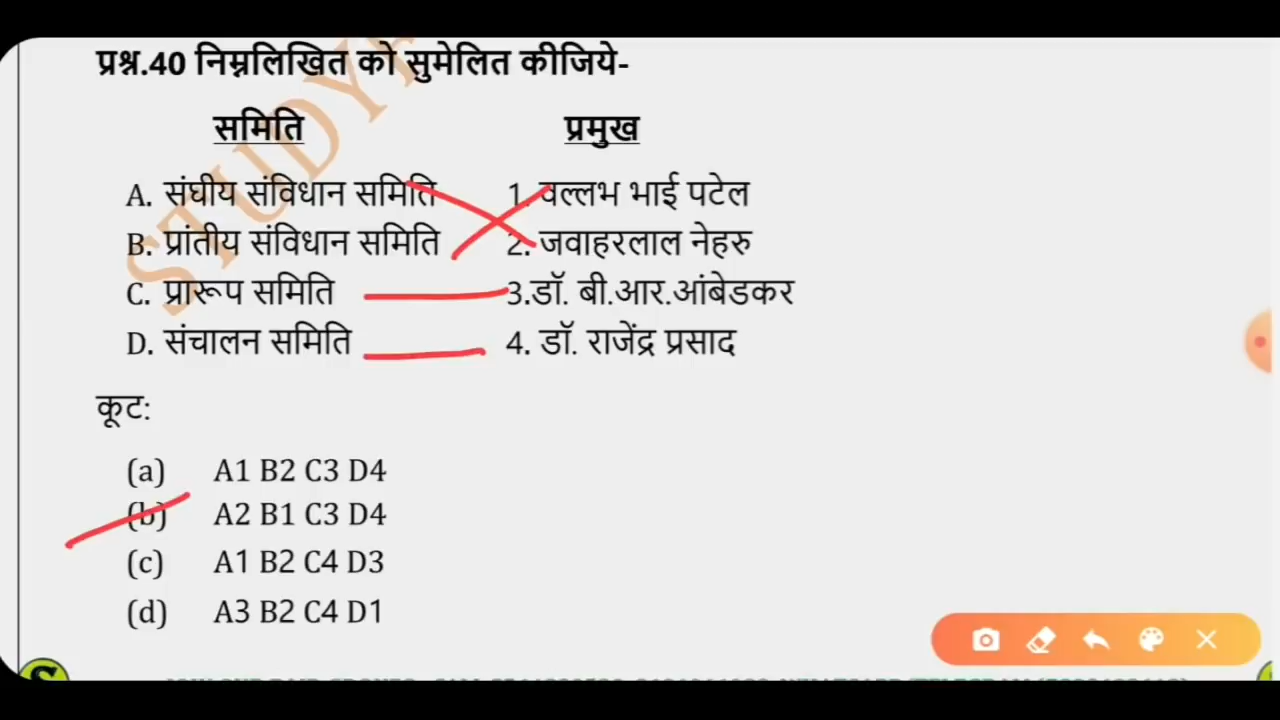 प्रश्न.40 निम्नलिखित को सुमेलित कीजिये-
समिति प्रमुख
A. संघीय संविधान समिति 1. वल्लभ भाई पटेल
B. प्रांतीय संविधान समिति 2. जवाहरलाल नेहरु
C. प्रारूप समिति 3.डॉ. बी.आर.आंबेडकर
D. संचालन समिति 4. डॉ. राजेंद्र प्रसाद
कूट:
(a) A1 B2 C3 D4
(b) A2 B1 C3 D4
(c) A1 B2 C4 D3
(d) A3 B2 C4 D1